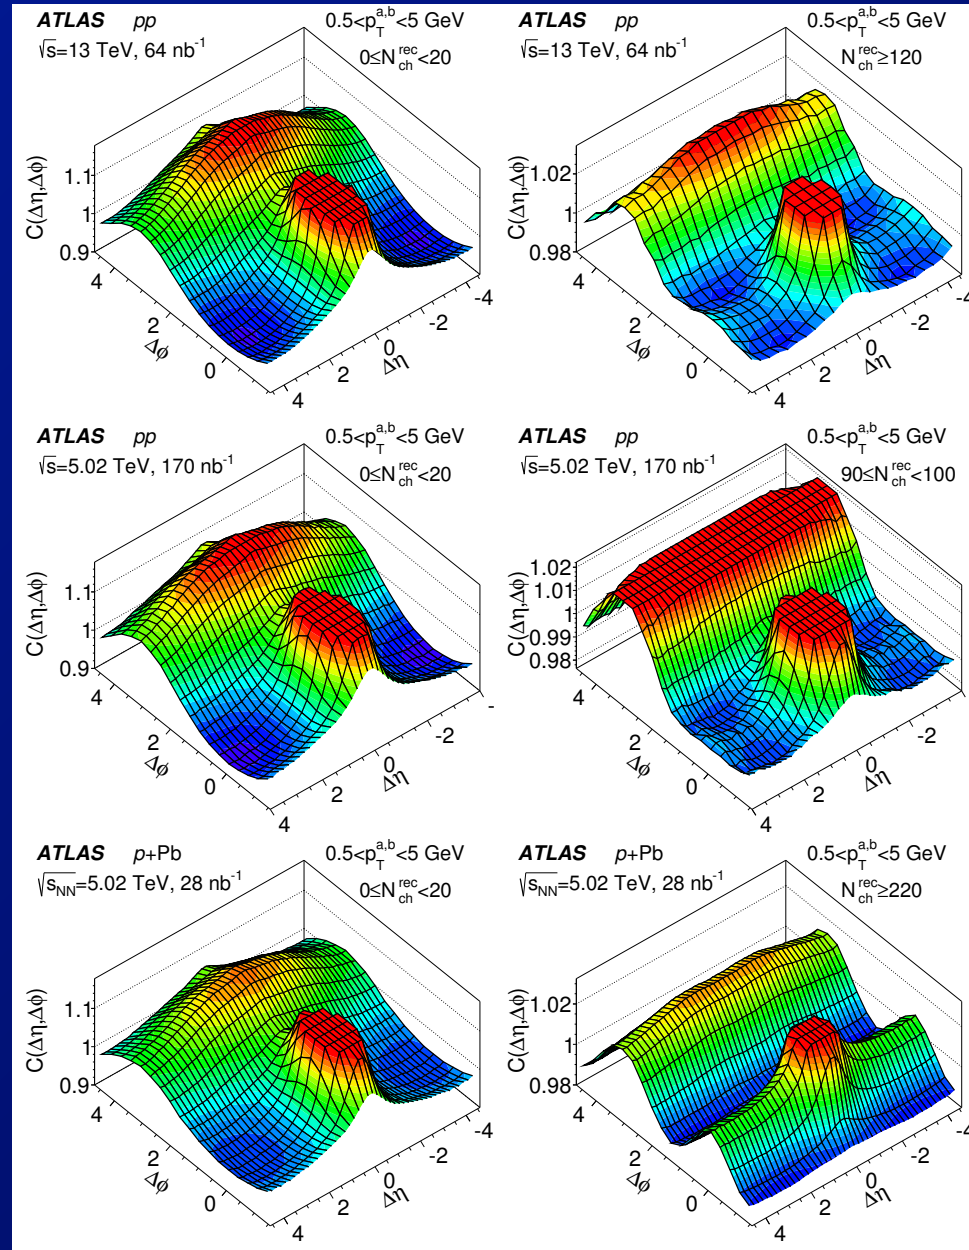 ATLAS pp
√s=13 TeV, 64 nb⁻¹
0.5<p_T^{a,b}<5 GeV
0≤N_ch^{rec}<20
C(Δη,Δϕ)
1.1
1
0.9
4
2
0
Δϕ
4
2
0
-2
-4
Δη
ATLAS pp
√s=13 TeV, 64 nb⁻¹
0.5<p_T^{a,b}<5 GeV
N_ch^{rec}≥120
C(Δη,Δϕ)
1.02
1
0.98
4
2
0
Δϕ
4
2
0
-2
-4
Δη
ATLAS pp
√s=5.02 TeV, 170 nb⁻¹
0.5<p_T^{a,b}<5 GeV
0≤N_ch^{rec}<20
C(Δη,Δϕ)
1.1
1
0.9
4
2
0
Δϕ
4
2
0
-2
-
Δη
ATLAS pp
√s=5.02 TeV, 170 nb⁻¹
0.5<p_T^{a,b}<5 GeV
90≤N_ch^{rec}<100
C(Δη,Δϕ)
1.02
1.01
1
0.99
0.98
4
2
0
Δϕ
4
2
0
-2
Δη
ATLAS p+Pb
√s_NN=5.02 TeV, 28 nb⁻¹
0.5<p_T^{a,b}<5 GeV
0≤N_ch^{rec}<20
C(Δη,Δϕ)
1.1
1
0.9
4
2
0
Δϕ
4
2
0
-2
-4
Δη
ATLAS p+Pb
√s_NN=5.02 TeV, 28 nb⁻¹
0.5<p_T^{a,b}<5 GeV
N_ch^{rec}≥220
C(Δη,Δϕ)
1.02
1
0.98
4
2
0
Δϕ
4
2
0
-2
-4
Δη